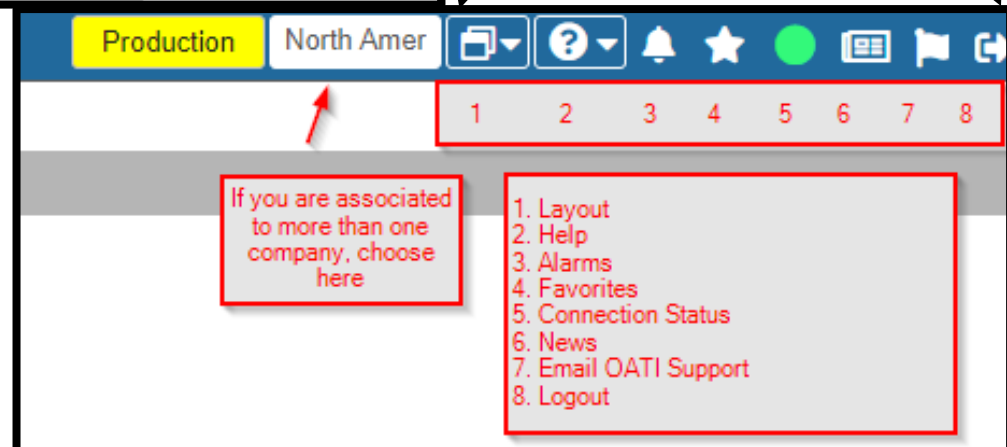 Production North Amer
1 2 3 4 5 6 7 8
If you are associated
to more than one
company, choose
here
1. Layout
2. Help
3. Alarms
4. Favorites
5. Connection Status
6. News
7. Email OATI Support
8. Logout